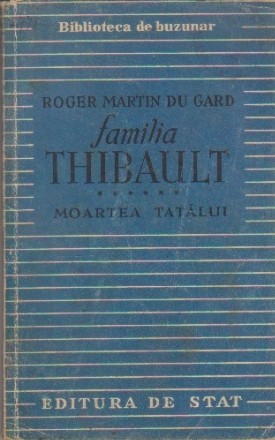 Biblioteca de buzunar
ROGER MARTIN DU GARD
familia
THIBAULT
* * * * * *
MOARTEA TATĂLUI
EDITURA DE STAT